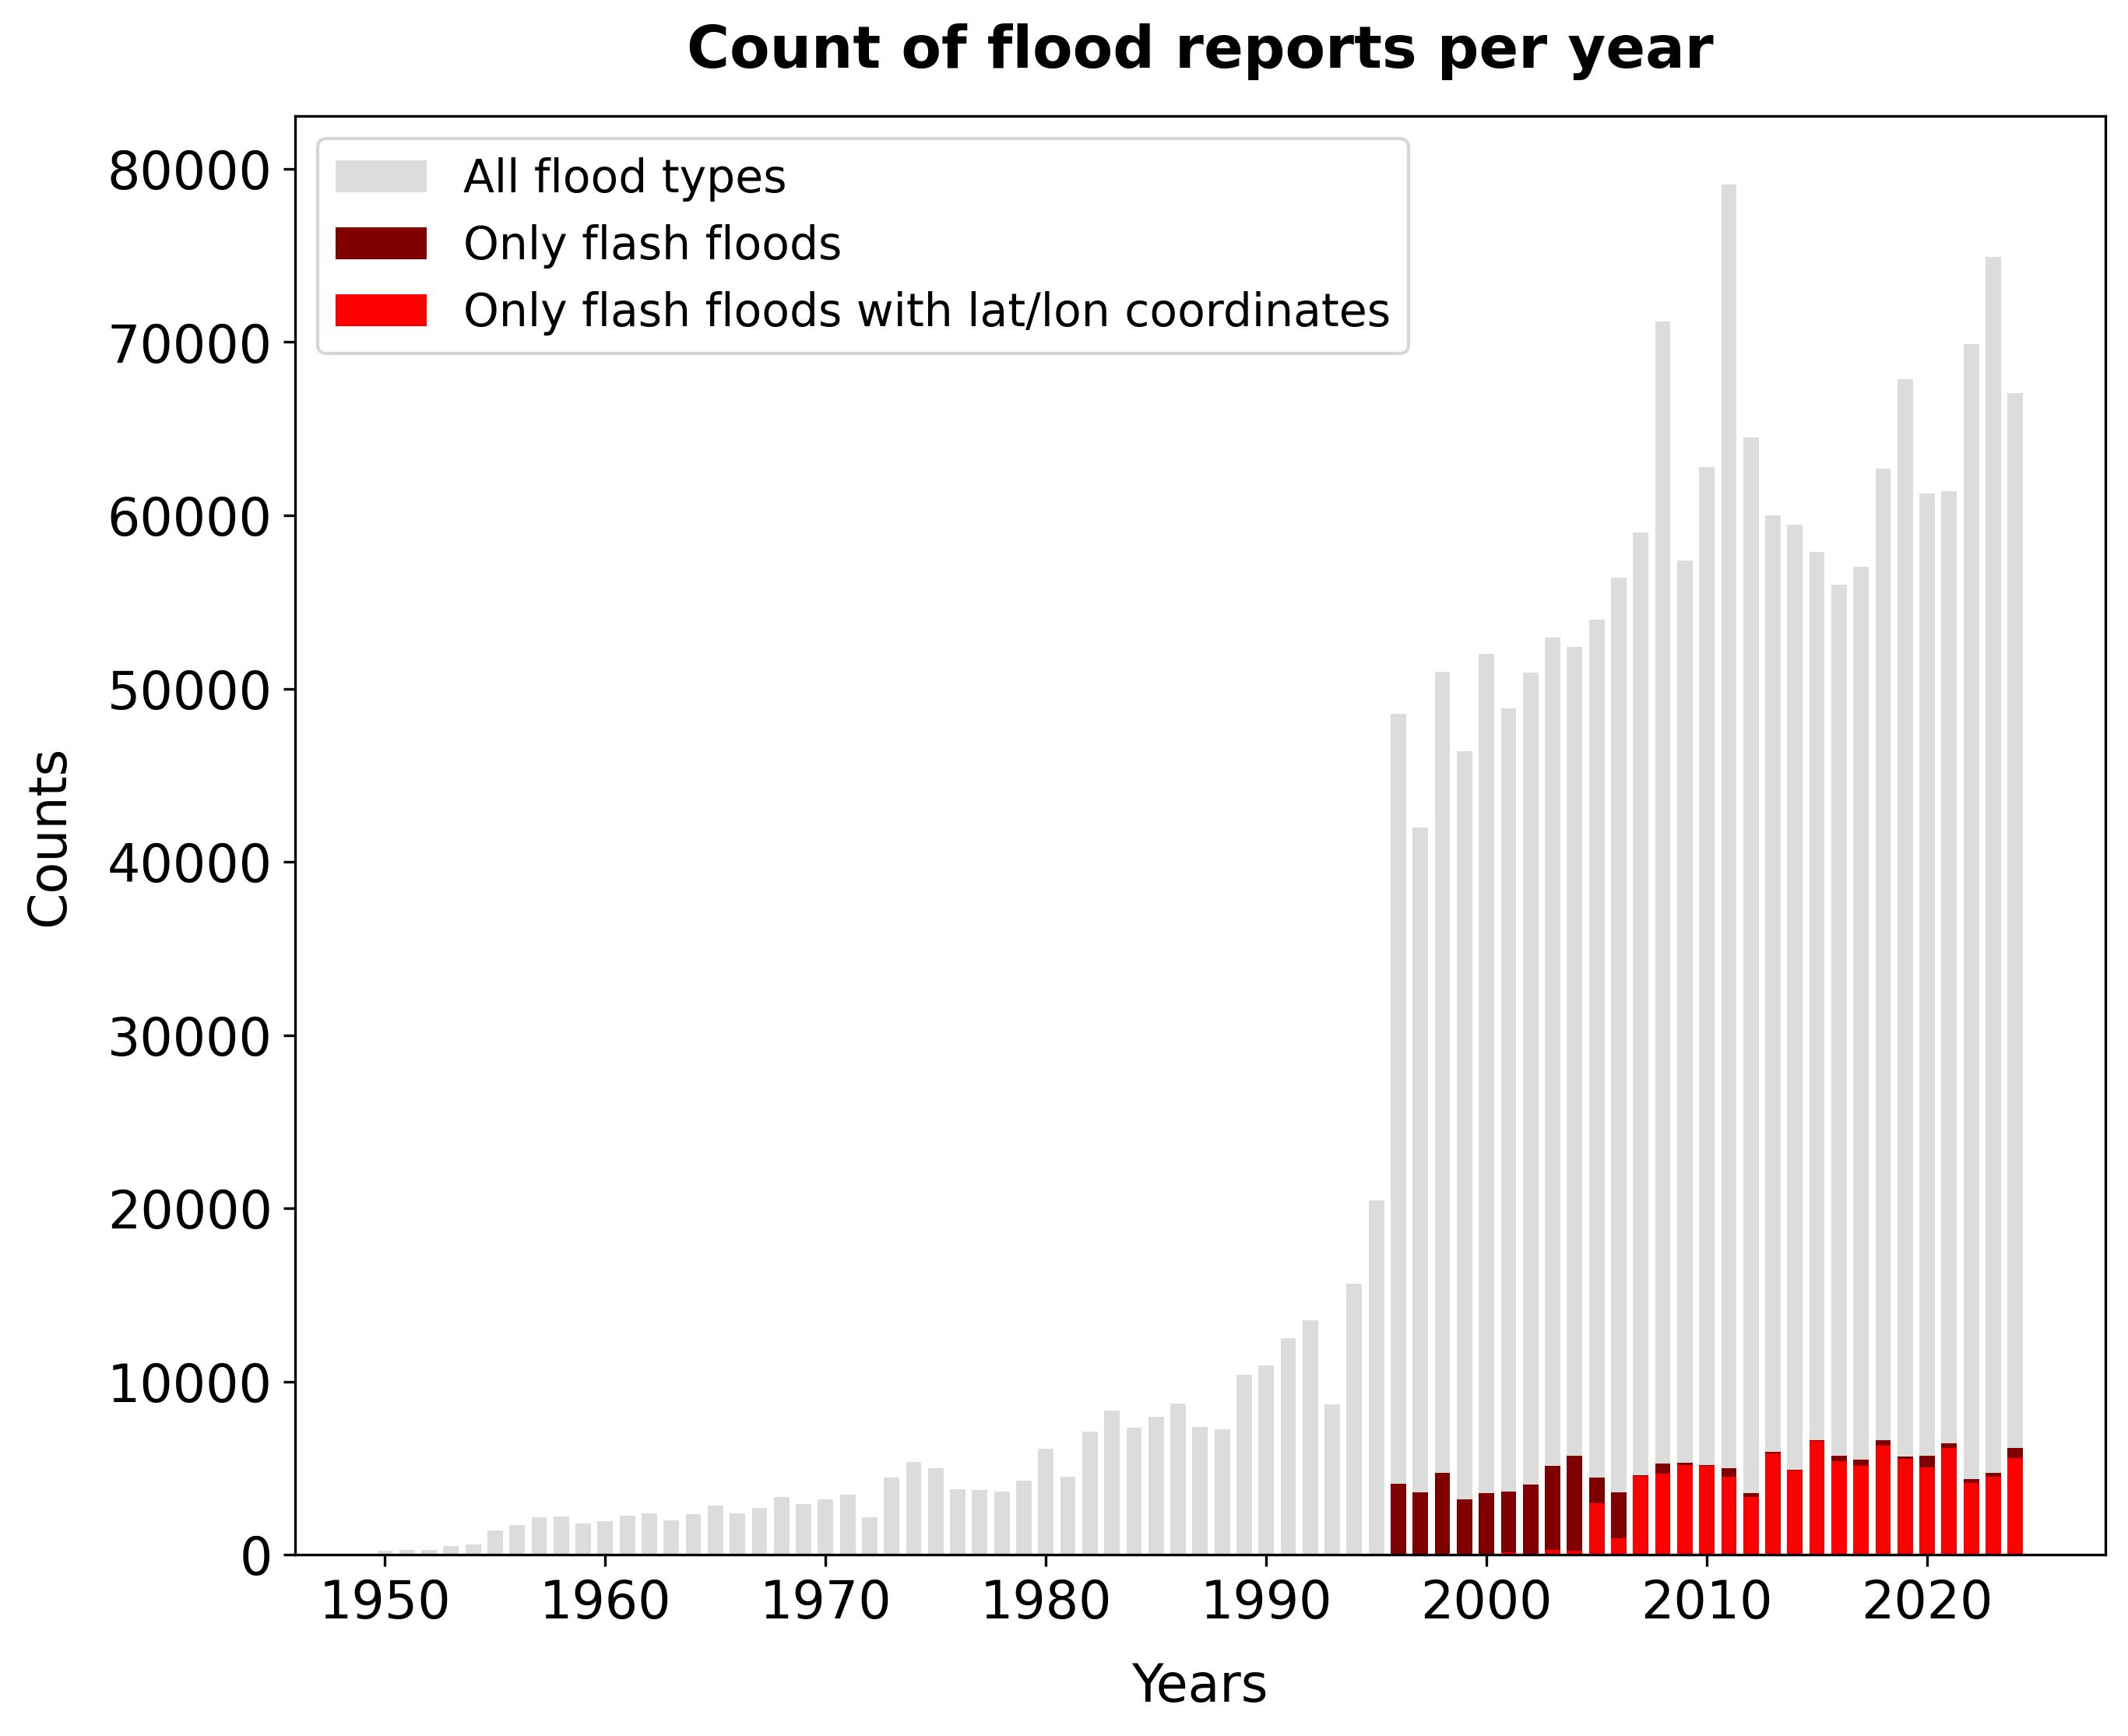 Count of flood reports per year
All flood types
Only flash floods
Only flash floods with lat/lon coordinates
80000
70000
60000
50000
40000
30000
20000
10000
0
Counts
1950 1960 1970 1980 1990 2000 2010 2020
Years